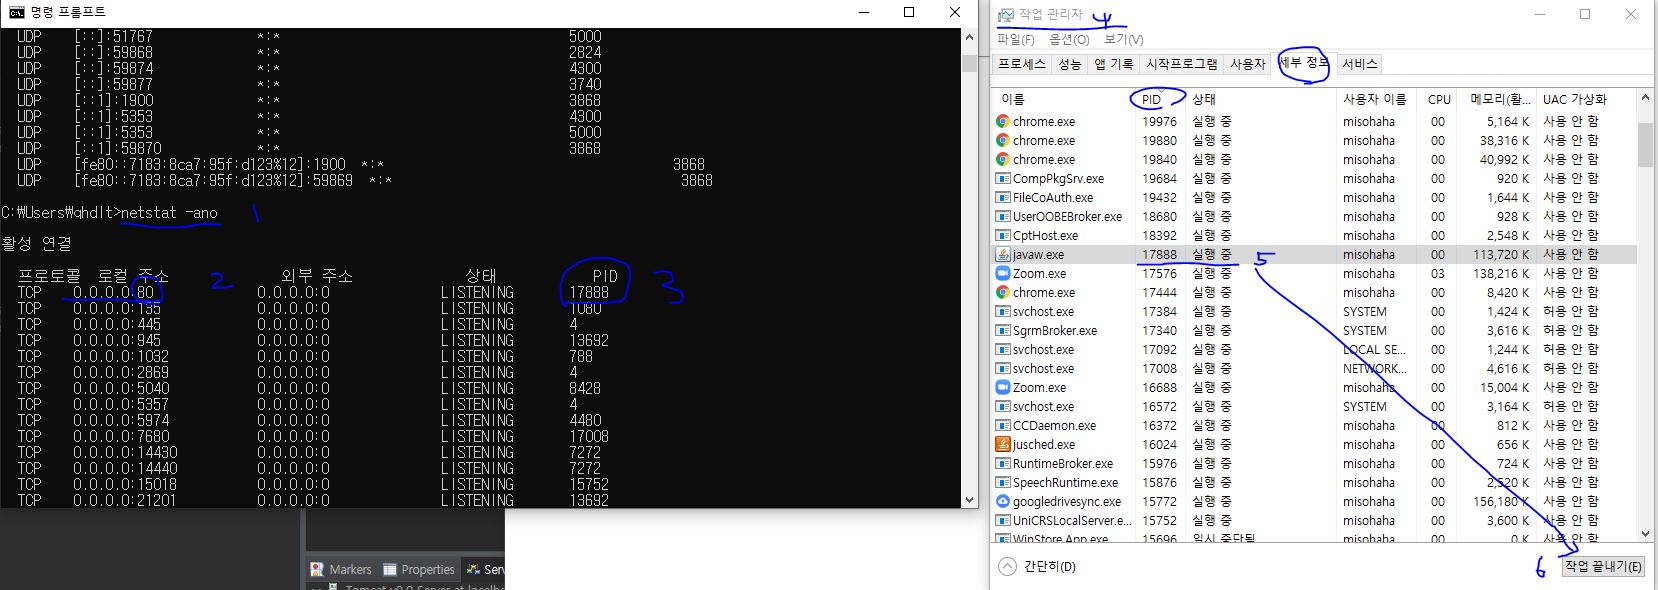 명령 프롬프트
UDP [::]:51767 *:* 5000
UDP [::]:59868 *:* 2824
UDP [::]:59874 *:* 4300
UDP [::]:59877 *:* 3740
UDP [::1]:1900 *:* 3868
UDP [::1]:5353 *:* 4300
UDP [::1]:5353 *:* 5000
UDP [::1]:59870 *:* 3868
UDP [fe80::7183:8ca7:95f:d123%12]:1900 *:* 3868
UDP [fe80::7183:8ca7:95f:d123%12]:59869 *:* 3868
C:₩Users₩qhdlt>netstat -ano 1
활성 연결
프로토콜 로컬 주소 2 외부 주소 상태 PID 3
TCP 0.0.0.0:80 0.0.0.0:0 LISTENING 17888
TCP 0.0.0.0:135 0.0.0.0:0 LISTENING 1080
TCP 0.0.0.0:445 0.0.0.0:0 LISTENING 4
TCP 0.0.0.0:945 0.0.0.0:0 LISTENING 13692
TCP 0.0.0.0:1032 0.0.0.0:0 LISTENING 788
TCP 0.0.0.0:2869 0.0.0.0:0 LISTENING 4
TCP 0.0.0.0:5040 0.0.0.0:0 LISTENING 8428
TCP 0.0.0.0:5357 0.0.0.0:0 LISTENING 4
TCP 0.0.0.0:5974 0.0.0.0:0 LISTENING 4480
TCP 0.0.0.0:7680 0.0.0.0:0 LISTENING 17008
TCP 0.0.0.0:14430 0.0.0.0:0 LISTENING 7272
TCP 0.0.0.0:14440 0.0.0.0:0 LISTENING 7272
TCP 0.0.0.0:15018 0.0.0.0:0 LISTENING 15752
TCP 0.0.0.0:21201 0.0.0.0:0 LISTENING 13692
Markers Properties Serv
Tomcat v9.0 Server at localho
작업 관리자 4
파일(F) 옵션(O) 보기(V)
프로세스 성능 앱 기록 시작프로그램 사용자 세부 정보 서비스
이름 PID 상태 사용자 이름 CPU 메모리(활... UAC 가상화
chrome.exe 19976 실행 중 misohaha 00 5,164 K 사용 안 함
chrome.exe 19880 실행 중 misohaha 00 38,316 K 사용 안 함
chrome.exe 19840 실행 중 misohaha 00 40,992 K 사용 안 함
CompPkgSrv.exe 19684 실행 중 misohaha 00 920 K 사용 안 함
FileCoAuth.exe 19432 실행 중 misohaha 00 1,644 K 사용 안 함
UserOOBEBroker.exe 18680 실행 중 misohaha 00 928 K 사용 안 함
CptHost.exe 18392 실행 중 misohaha 00 2,548 K 사용 안 함
javaw.exe 17888 실행 중 5 misohaha 00 113,720 K 사용 안 함
Zoom.exe 17576 실행 중 misohaha 03 138,216 K 사용 안 함
chrome.exe 17444 실행 중 misohaha 00 8,420 K 사용 안 함
svchost.exe 17384 실행 중 SYSTEM 00 1,424 K 허용 안 함
SgrmBroker.exe 17340 실행 중 SYSTEM 00 3,616 K 허용 안 함
svchost.exe 17092 실행 중 LOCAL SE... 00 1,244 K 허용 안 함
svchost.exe 17008 실행 중 NETWORK... 00 4,616 K 허용 안 함
Zoom.exe 16688 실행 중 misohaha 00 15,004 K 사용 안 함
svchost.exe 16572 실행 중 SYSTEM 00 3,164 K 허용 안 함
CCDaemon.exe 16372 실행 중 misohaha 00 812 K 사용 안 함
jusched.exe 16024 실행 중 misohaha 00 656 K 사용 안 함
RuntimeBroker.exe 15976 실행 중 misohaha 00 724 K 사용 안 함
SpeechRuntime.exe 15876 실행 중 misohaha 00 2,520 K 사용 안 함
googledrivesync.exe 15772 실행 중 misohaha 00 156,180 K 사용 안 함
UniCRSLocalServer.e... 15752 실행 중 misohaha 00 3,600 K 사용 안 함
WinStore.App.exe 15696 일시 중단됨 misohaha 00 0 K 사용 안 함
간단히(D) 6 작업 끝내기(E)